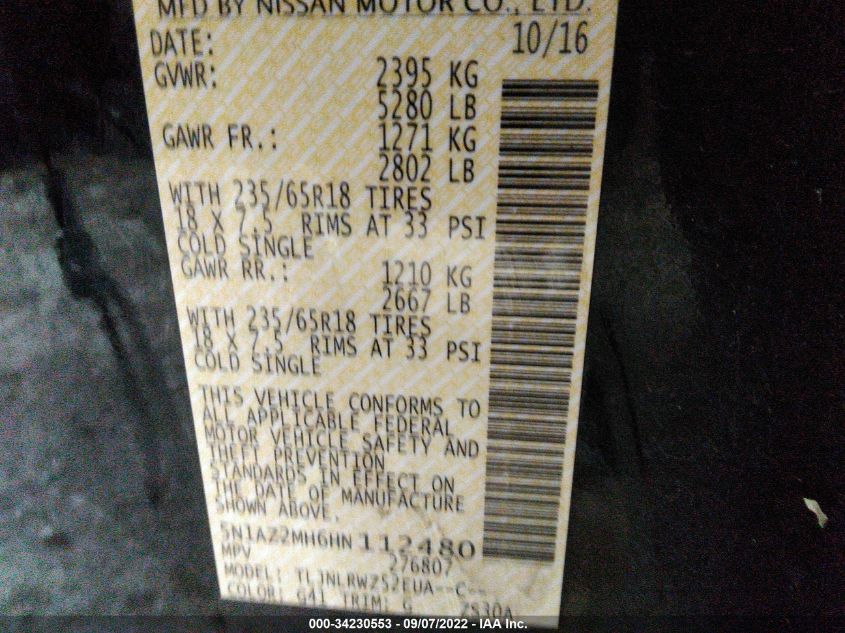 MFD BY NISSAN MOTOR CO., LTD.
DATE: 10/16
GVWR: 2395 KG
5280 LB
GAWR FR.: 1271 KG
2802 LB
WITH 235/65R18 TIRES
18 X 7.5 RIMS AT 33 PSI
COLD SINGLE
GAWR RR.: 1210 KG
2667 LB
WITH 235/65R18 TIRES
18 X 7.5 RIMS AT 33 PSI
COLD SINGLE
THIS VEHICLE CONFORMS TO
ALL APPLICABLE FEDERAL
MOTOR VEHICLE SAFETY AND
THEFT PREVENTION
STANDARDS IN EFFECT ON
THE DATE OF MANUFACTURE
SHOWN ABOVE.
5N1AZ2MH6HN112480
MPV 276807
MODEL: TLJNLRWZ52EUA--C--
COLOR: G41 TRIM: G ZS30A
000-34230553 - 09/07/2022 - IAA Inc.